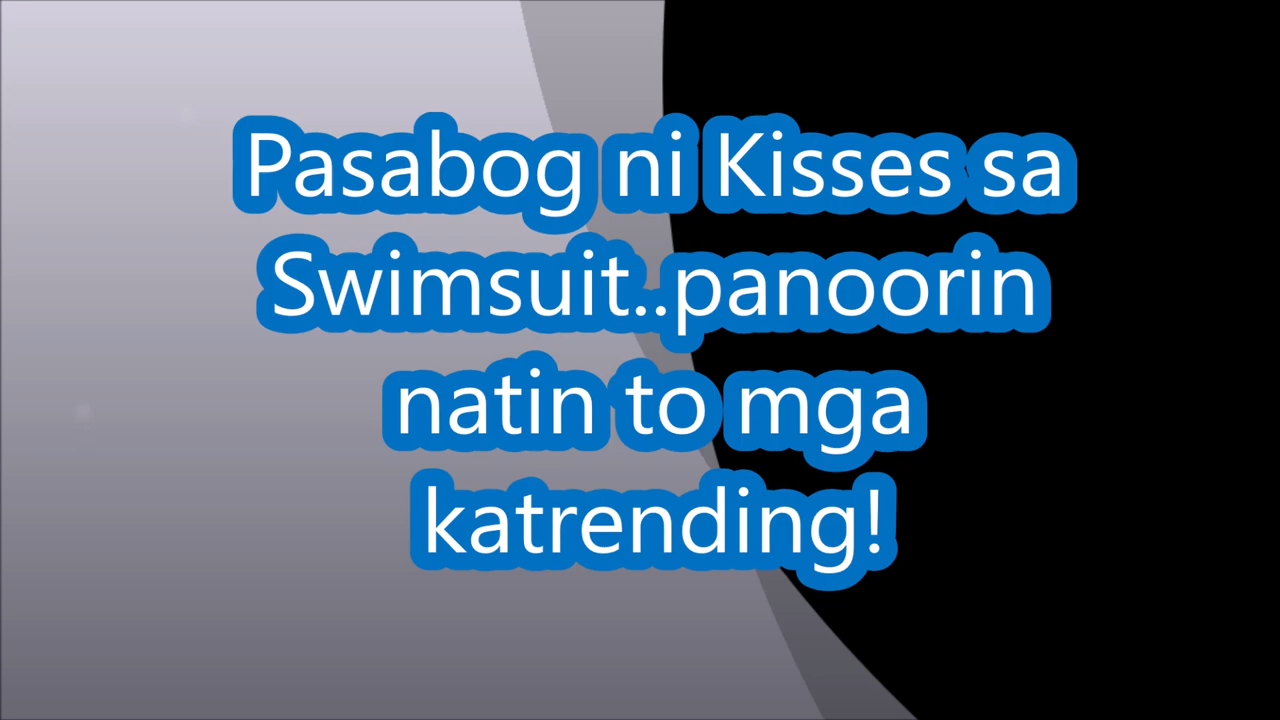 Pasabog ni Kisses sa
Swimsuit..panoorin
natin to mga
katrending!